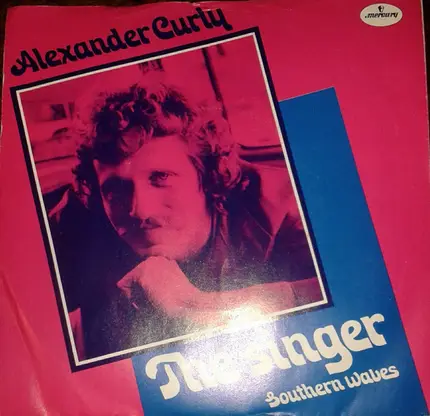 Alexander Curly
mercury
The Singer
Southern Waves